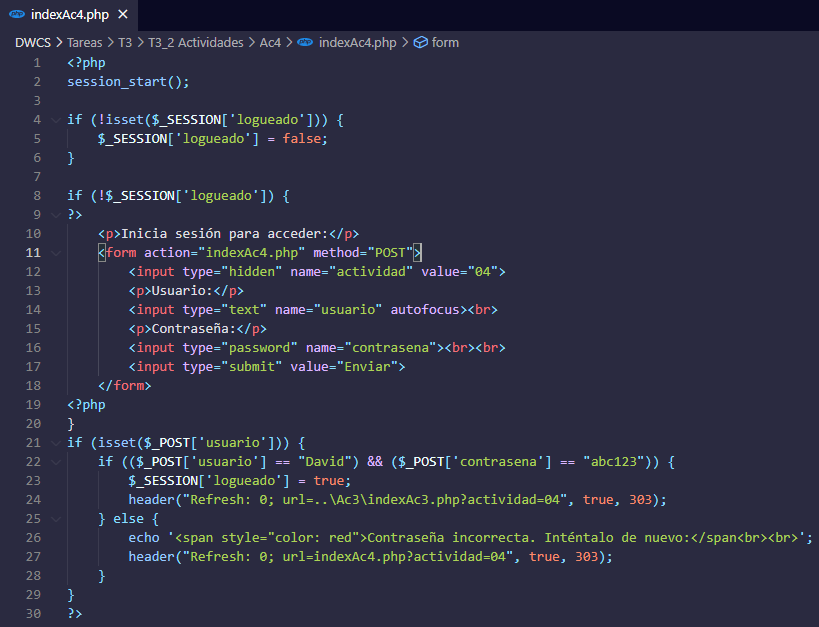 php indexAc4.php ×
DWCS > Tareas > T3 > T3_2 Actividades > Ac4 > php indexAc4.php > form
1 <?php
2 session_start();
3
4 if (!isset($_SESSION['logueado'])) {
5 $_SESSION['logueado'] = false;
6 }
7
8 if (!$_SESSION['logueado']) {
9 ?>
10 <p>Inicia sesión para acceder:</p>
11 <form action="indexAc4.php" method="POST">
12 <input type="hidden" name="actividad" value="04">
13 <p>Usuario:</p>
14 <input type="text" name="usuario" autofocus><br>
15 <p>Contraseña:</p>
16 <input type="password" name="contrasena"><br><br>
17 <input type="submit" value="Enviar">
18 </form>
19 <?php
20 }
21 if (isset($_POST['usuario'])) {
22 if (($_POST['usuario'] == "David") && ($_POST['contrasena'] == "abc123")) {
23 $_SESSION['logueado'] = true;
24 header("Refresh: 0; url=..\Ac3\indexAc3.php?actividad=04", true, 303);
25 } else {
26 echo '<span style="color: red">Contraseña incorrecta. Inténtalo de nuevo:</span<br><br>';
27 header("Refresh: 0; url=indexAc4.php?actividad=04", true, 303);
28 }
29 }
30 ?>